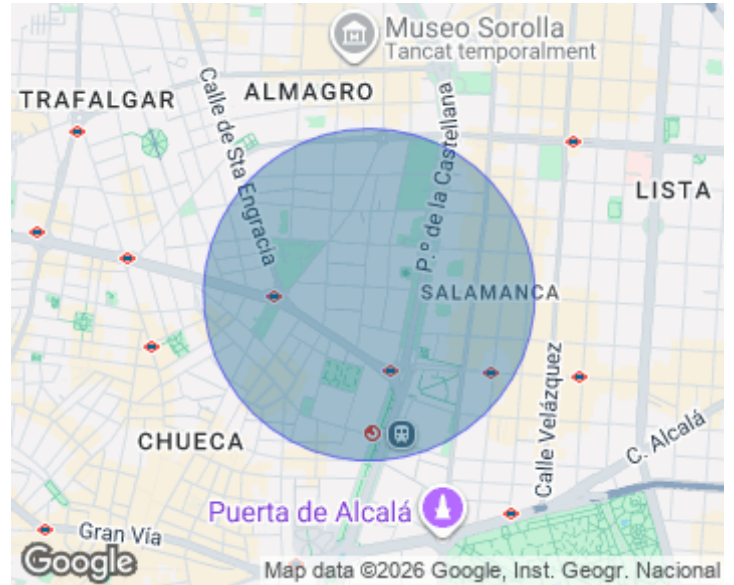 Museo Sorolla
Tancat temporalment
TRAFALGAR
ALMAGRO
Calle de Sta Engracia
P.º de la Castellana
LISTA
SALAMANCA
Calle Velázquez
CHUECA
C. Alcalá
Puerta de Alcalá
Gran Vía
Google
Map data ©2026 Google, Inst. Geogr. Nacional